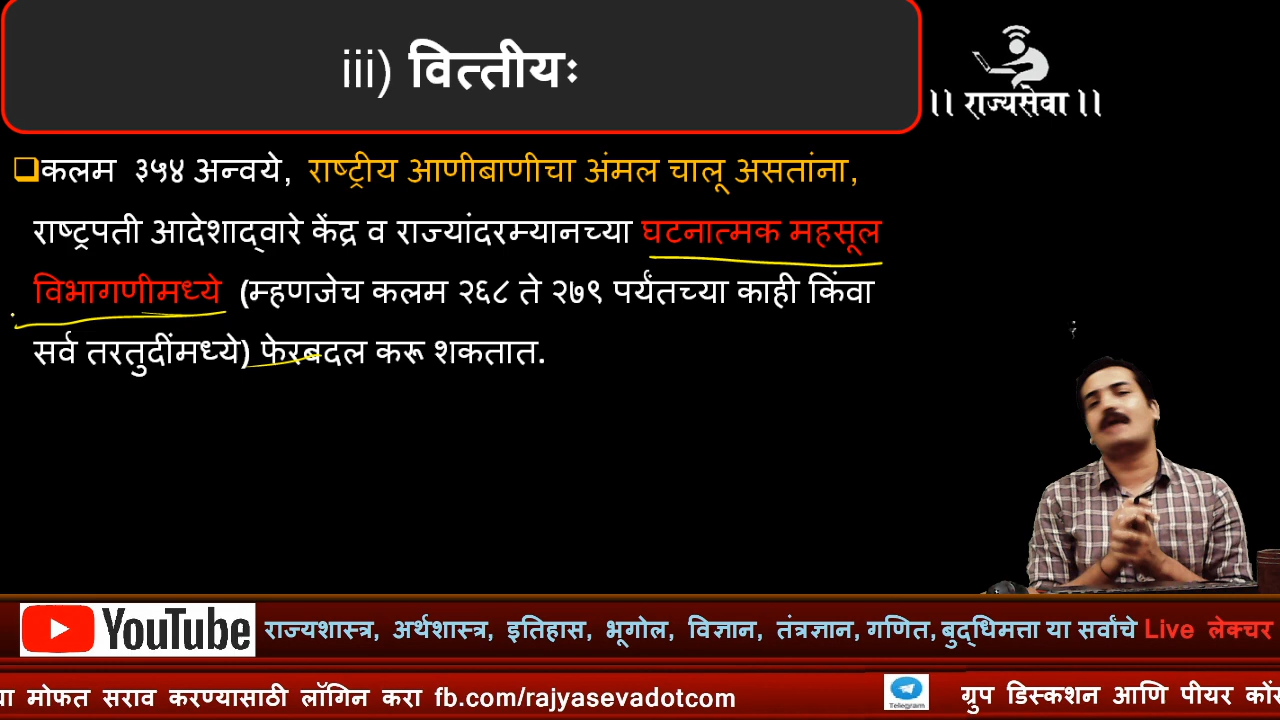 iii) वित्तीयः
।। राज्यसेवा ।।
कलम ३५४ अन्वये, राष्ट्रीय आणीबाणीचा अंमल चालू असतांना,
राष्ट्रपती आदेशाद्वारे केंद्र व राज्यांदरम्यानच्या घटनात्मक महसूल
विभागणीमध्ये (म्हणजेच कलम २६८ ते २७९ पर्यंतच्या काही किंवा
सर्व तरतुदींमध्ये) फेरबदल करू शकतात.
YouTube राज्यशास्त्र, अर्थशास्त्र, इतिहास, भूगोल, विज्ञान, तंत्रज्ञान, गणित, बुद्धिमत्ता या सर्वांचे Live लेक्चर
या मोफत सराव करण्यासाठी लॉगिन करा fb.com/rajyasevadotcom Telegram ग्रुप डिस्कशन आणि पीयर